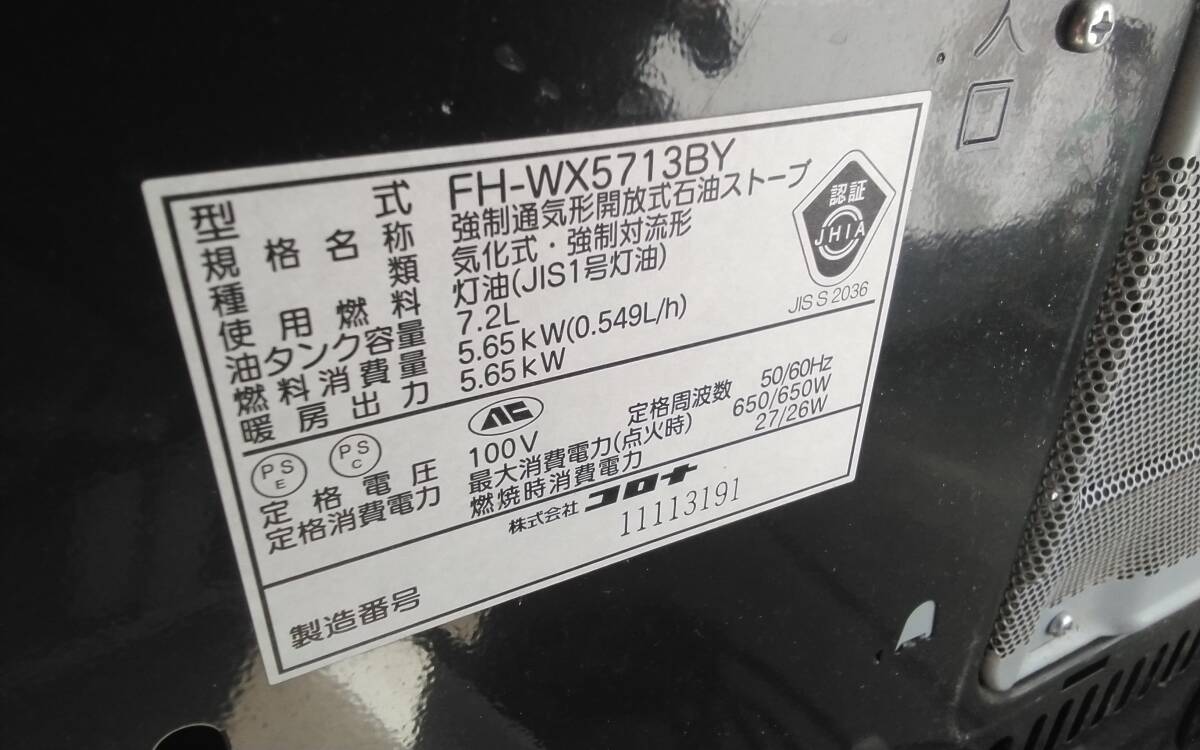 入
口
型式 FH-WX5713BY
規格名称 強制通気形開放式石油ストーブ
種類 気化式・強制対流形
使用燃料 灯油(JIS1号灯油)
油タンク容量 7.2L
燃料消費量 5.65kW(0.549L/h)
暖房出力 5.65kW
認証
JHIA
JIS S 2036
PS
E
PS
C
定格電圧 100V 定格周波数 50/60Hz
定格消費電力 最大消費電力(点火時) 650/650W
燃焼時消費電力 27/26W
株式会社 コロナ
製造番号 11113191